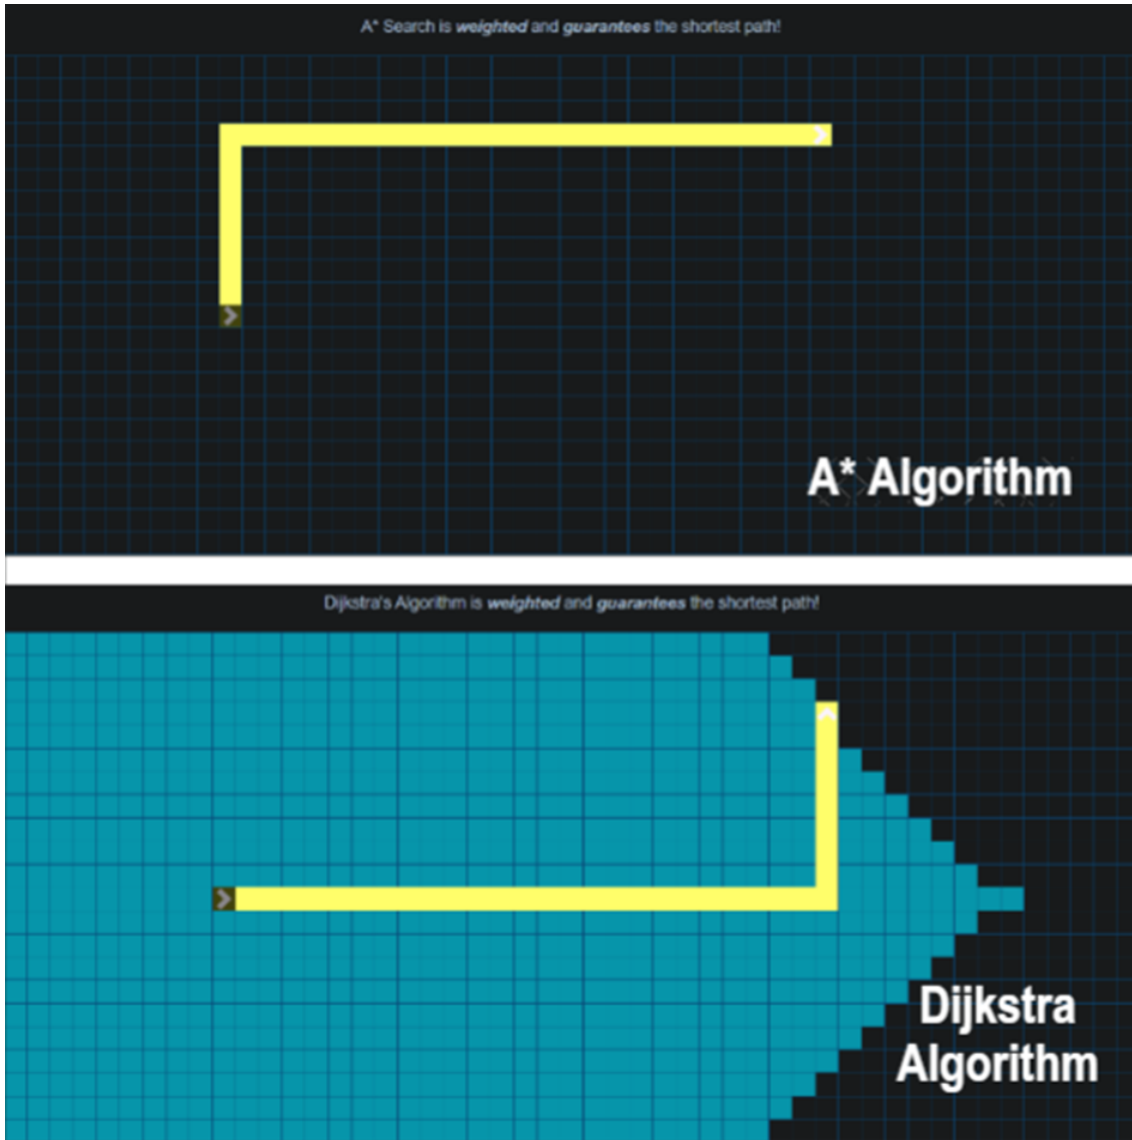 A* Search is weighted and guarantees the shortest path!
A* Algorithm
Dijkstra's Algorithm is weighted and guarantees the shortest path!
Dijkstra
Algorithm